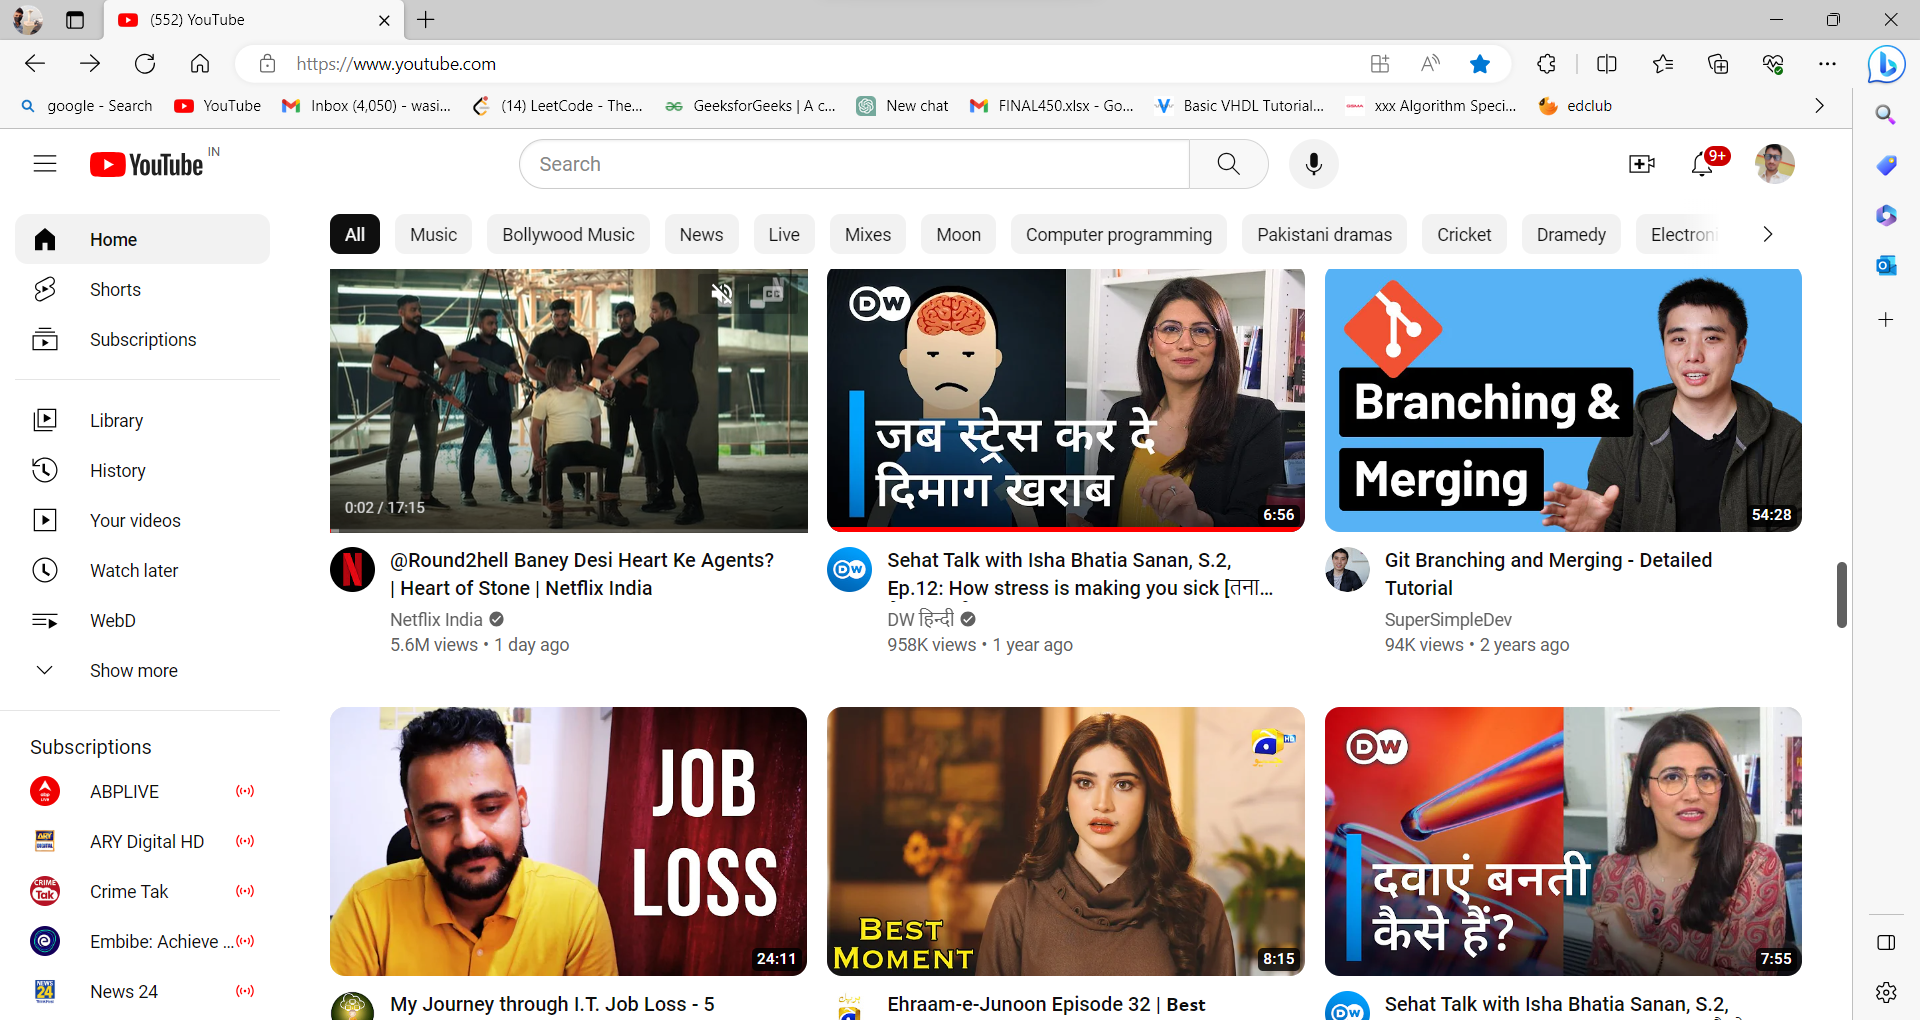 (552) YouTube
https://www.youtube.com
google - Search
YouTube
Inbox (4,050) - wasi...
(14) LeetCode - The...
GeeksforGeeks | A c...
New chat
FINAL450.xlsx - Go...
Basic VHDL Tutorial...
xxx Algorithm Speci...
edclub
YouTube IN
Search
9+
All
Music
Bollywood Music
News
Live
Mixes
Moon
Computer programming
Pakistani dramas
Cricket
Dramedy
Electroni
Home
Shorts
Subscriptions
Library
History
Your videos
Watch later
WebD
Show more
Subscriptions
ABPLIVE
ARY Digital HD
Crime Tak
Embibe: Achieve ...
News 24
CC
0:02 / 17:15
@Round2hell Baney Desi Heart Ke Agents?
| Heart of Stone | Netflix India
Netflix India
5.6M views • 1 day ago
DW
जब स्ट्रेस कर दे
दिमाग खराब
6:56
DW
Sehat Talk with Isha Bhatia Sanan, S.2,
Ep.12: How stress is making you sick [तना...
DW हिन्दी
958K views • 1 year ago
Branching &
Merging
54:28
Git Branching and Merging - Detailed
Tutorial
SuperSimpleDev
94K views • 2 years ago
JOB
LOSS
24:11
My Journey through I.T. Job Loss - 5
BEST
MOMENT
8:15
Ehraam-e-Junoon Episode 32 | Best
DW
दवाएं बनती
कैसे हैं?
7:55
DW
Sehat Talk with Isha Bhatia Sanan, S.2,